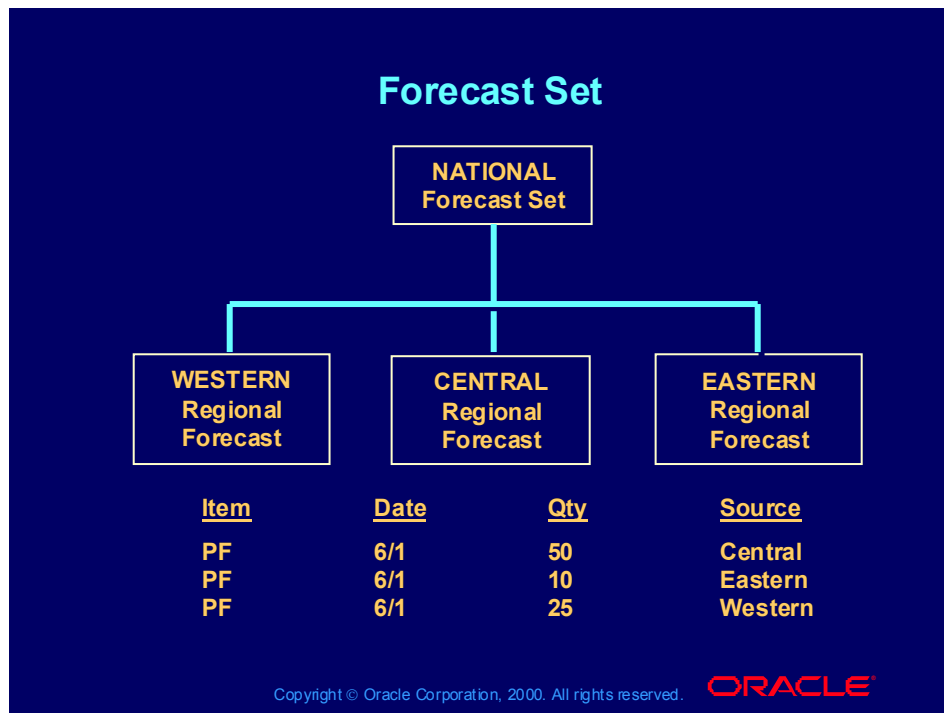 Forecast Set
NATIONAL
Forecast Set
WESTERN
Regional
Forecast
CENTRAL
Regional
Forecast
EASTERN
Regional
Forecast
Item Date Qty Source
PF 6/1 50 Central
PF 6/1 10 Eastern
PF 6/1 25 Western
Copyright © Oracle Corporation, 2000. All rights reserved.
ORACLE®